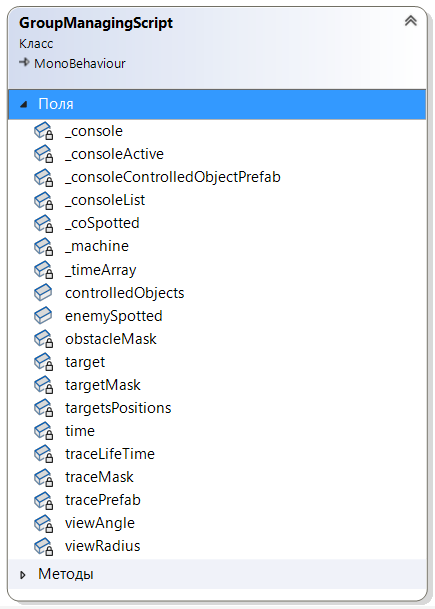 GroupManagingScript
Класс
MonoBehaviour
Поля
_console
_consoleActive
_consoleControlledObjectPrefab
_consoleList
_coSpotted
_machine
_timeArray
controlledObjects
enemySpotted
obstacleMask
target
targetMask
targetsPositions
time
traceLifeTime
traceMask
tracePrefab
viewAngle
viewRadius
Методы